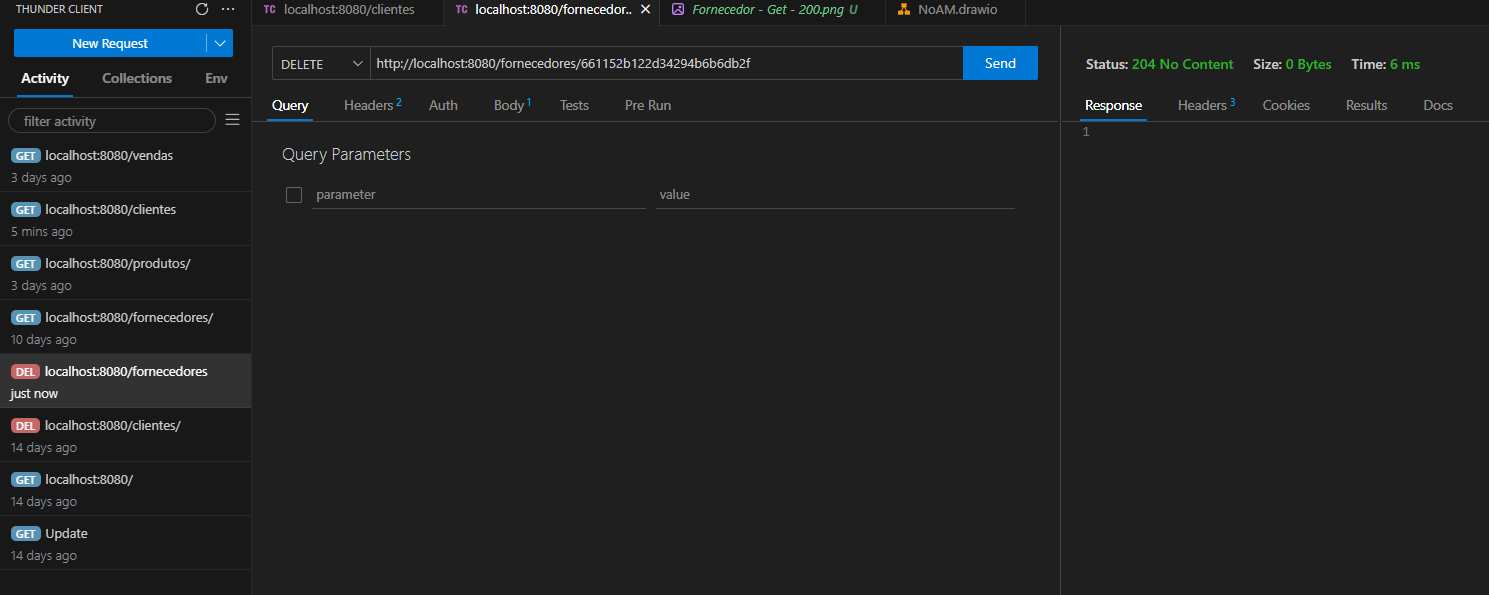 THUNDER CLIENT
New Request
Activity Collections Env
filter activity
GET localhost:8080/vendas
3 days ago
GET localhost:8080/clientes
5 mins ago
GET localhost:8080/produtos/
3 days ago
GET localhost:8080/fornecedores/
10 days ago
DEL localhost:8080/fornecedores
just now
DEL localhost:8080/clientes/
14 days ago
GET localhost:8080/
14 days ago
GET Update
14 days ago
TC localhost:8080/clientes
TC localhost:8080/fornecedor..
Fornecedor - Get - 200.png U
NoAM.drawio
DELETE http://localhost:8080/fornecedores/661152b122d34294b6b6db2f Send
Query Headers 2 Auth Body 1 Tests Pre Run
Query Parameters
parameter value
Status: 204 No Content Size: 0 Bytes Time: 6 ms
Response Headers 3 Cookies Results Docs
1